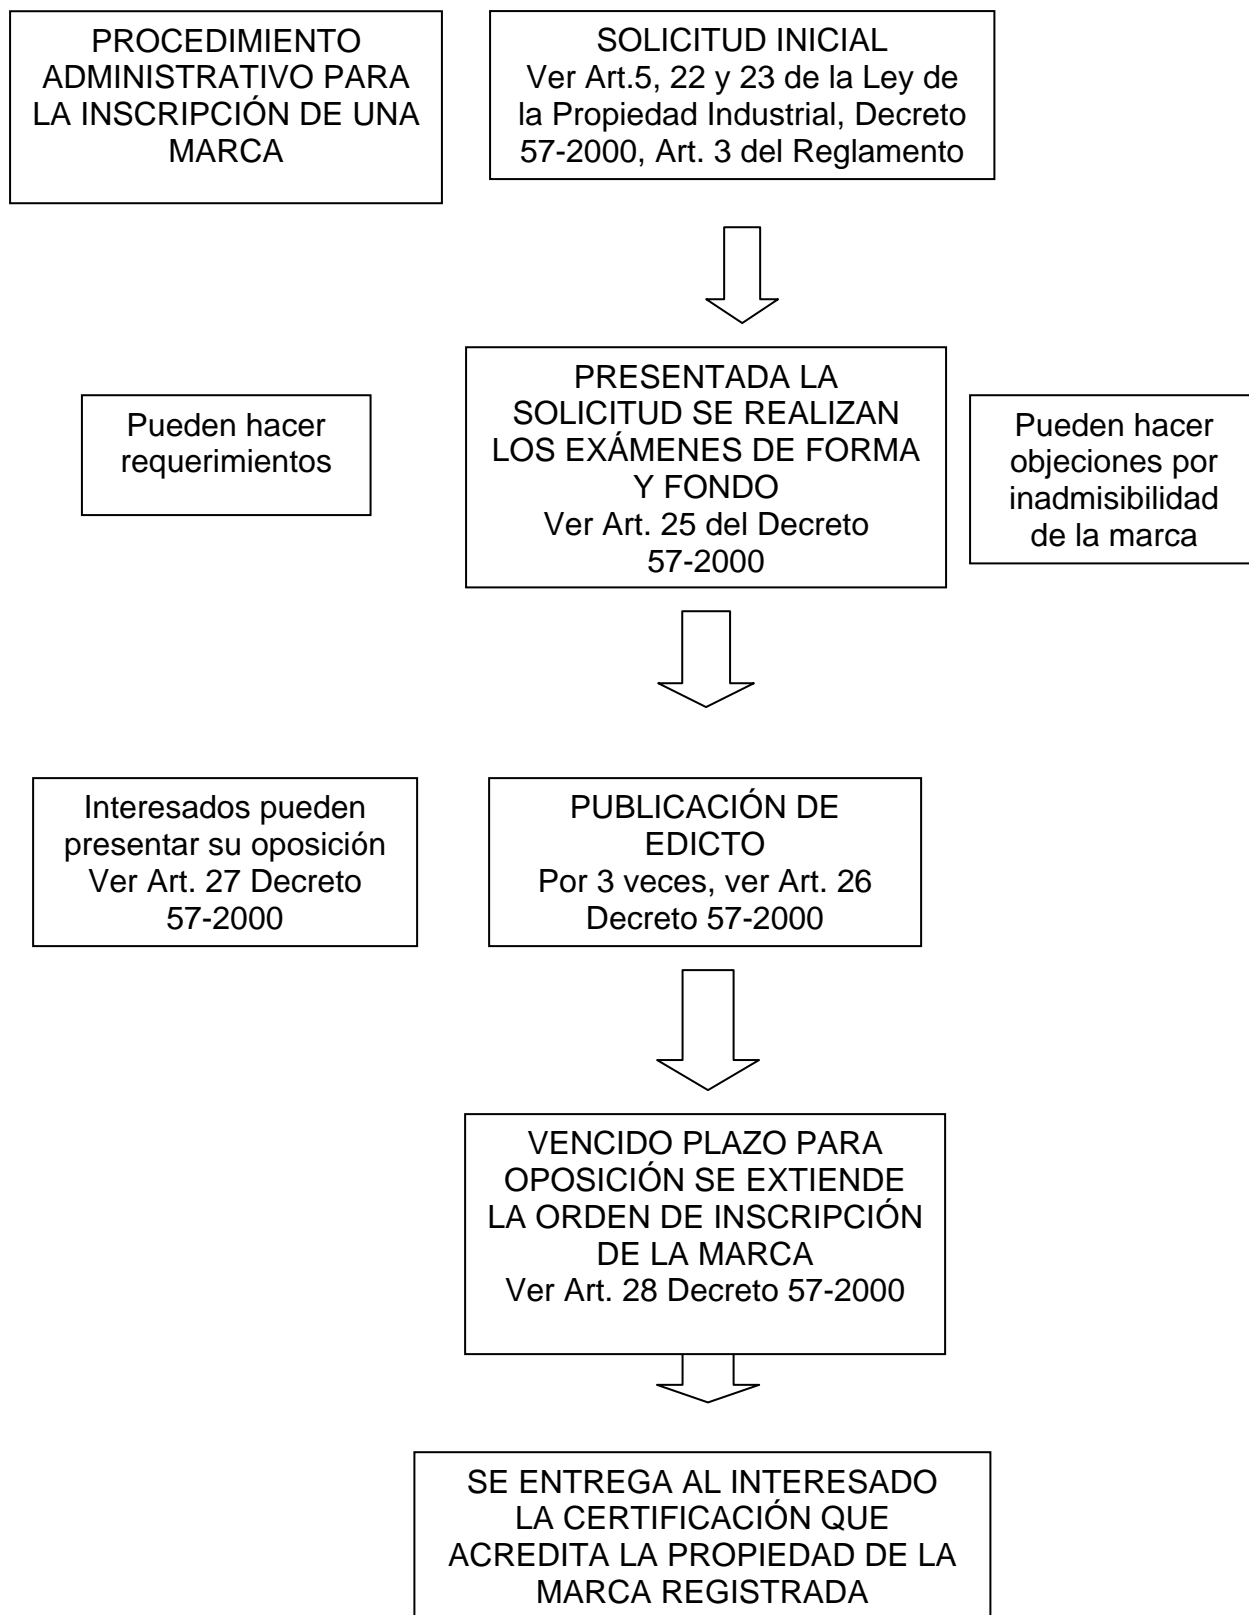 PROCEDIMIENTO
ADMINISTRATIVO PARA
LA INSCRIPCIÓN DE UNA
MARCA
SOLICITUD INICIAL
Ver Art.5, 22 y 23 de la Ley de
la Propiedad Industrial, Decreto
57-2000, Art. 3 del Reglamento
Pueden hacer
requerimientos
PRESENTADA LA
SOLICITUD SE REALIZAN
LOS EXÁMENES DE FORMA
Y FONDO
Ver Art. 25 del Decreto
57-2000
Pueden hacer
objeciones por
inadmisibilidad
de la marca
Interesados pueden
presentar su oposición
Ver Art. 27 Decreto
57-2000
PUBLICACIÓN DE
EDICTO
Por 3 veces, ver Art. 26
Decreto 57-2000
VENCIDO PLAZO PARA
OPOSICIÓN SE EXTIENDE
LA ORDEN DE INSCRIPCIÓN
DE LA MARCA
Ver Art. 28 Decreto 57-2000
SE ENTREGA AL INTERESADO
LA CERTIFICACIÓN QUE
ACREDITA LA PROPIEDAD DE LA
MARCA REGISTRADA